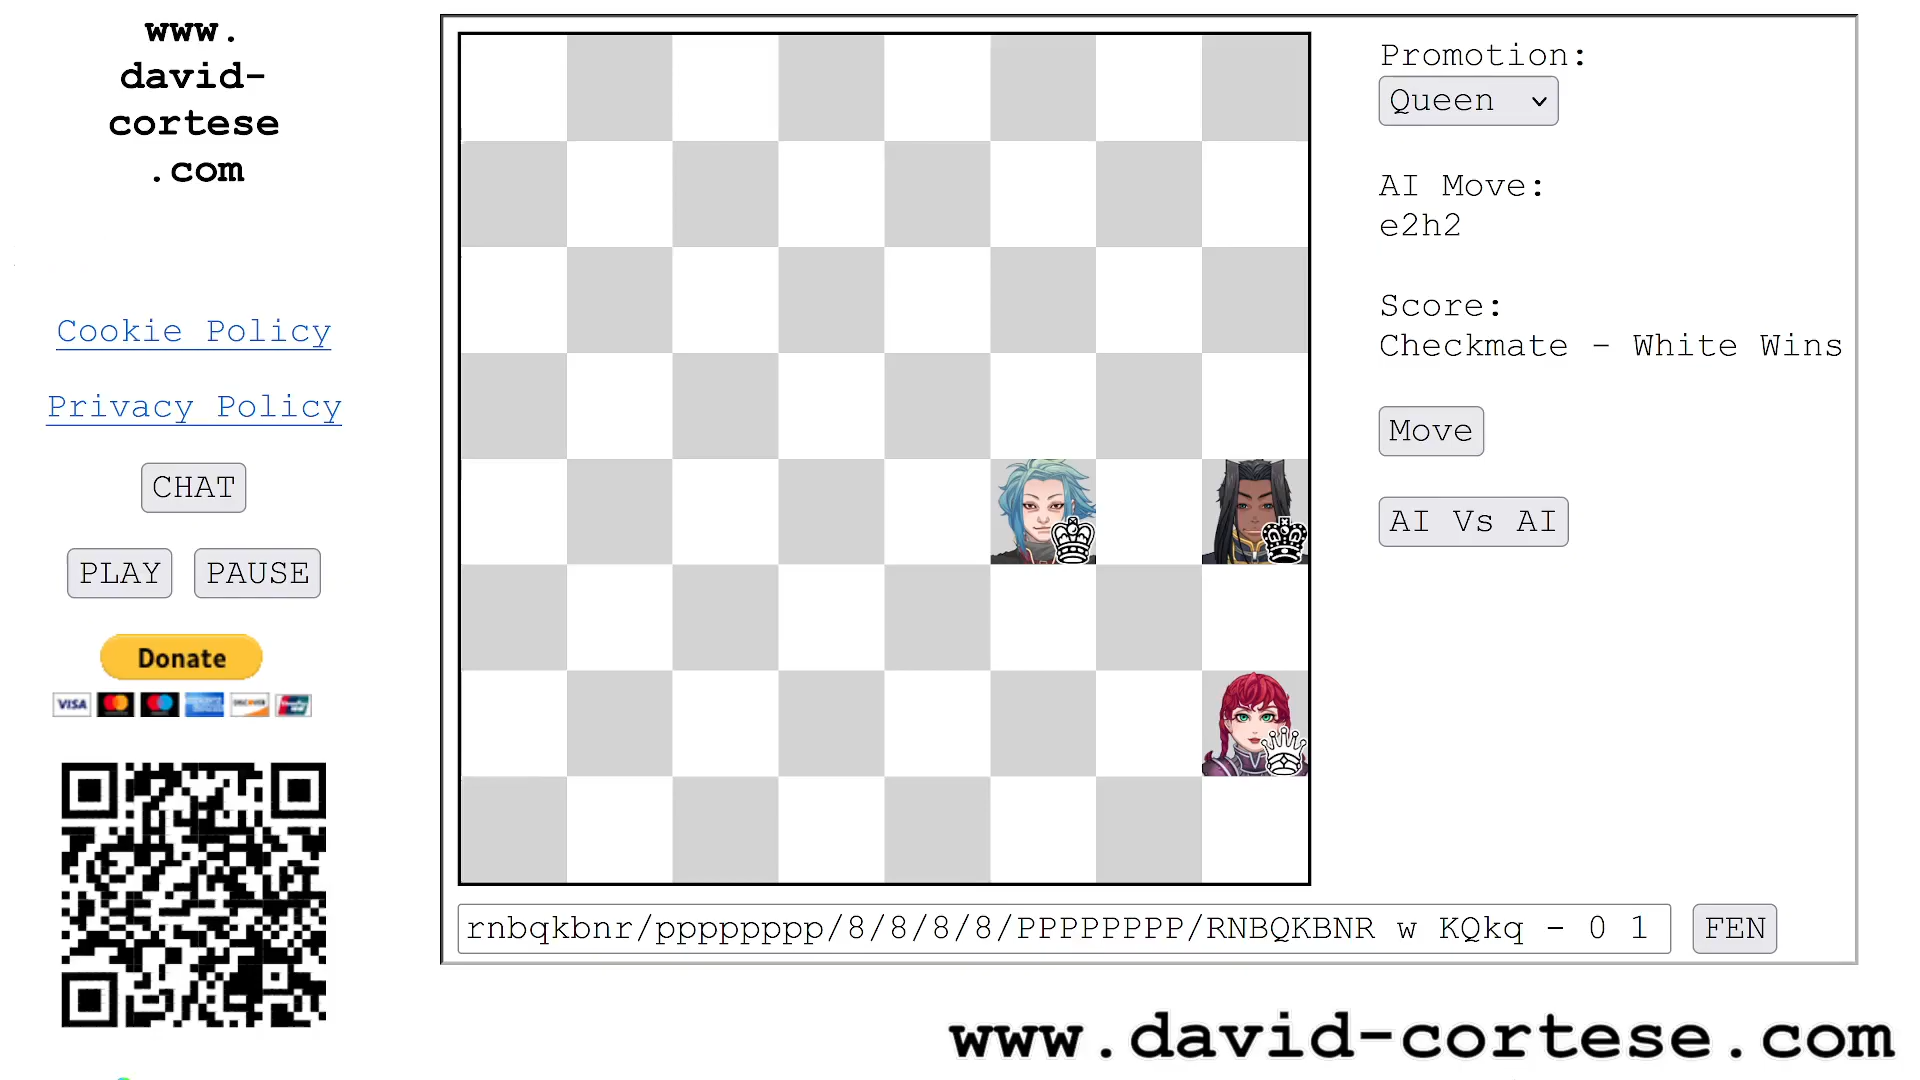 www.
david-
cortese
.com
Cookie Policy
Privacy Policy
CHAT
PLAY PAUSE
Donate
VISA
DISCOVER
Promotion:
Queen
AI Move:
e2h2
Score:
Checkmate - White Wins
Move
AI Vs AI
rnbqkbnr/pppppppp/8/8/8/8/PPPPPPPP/RNBQKBNR w KQkq - 0 1 FEN
www.david-cortese.com